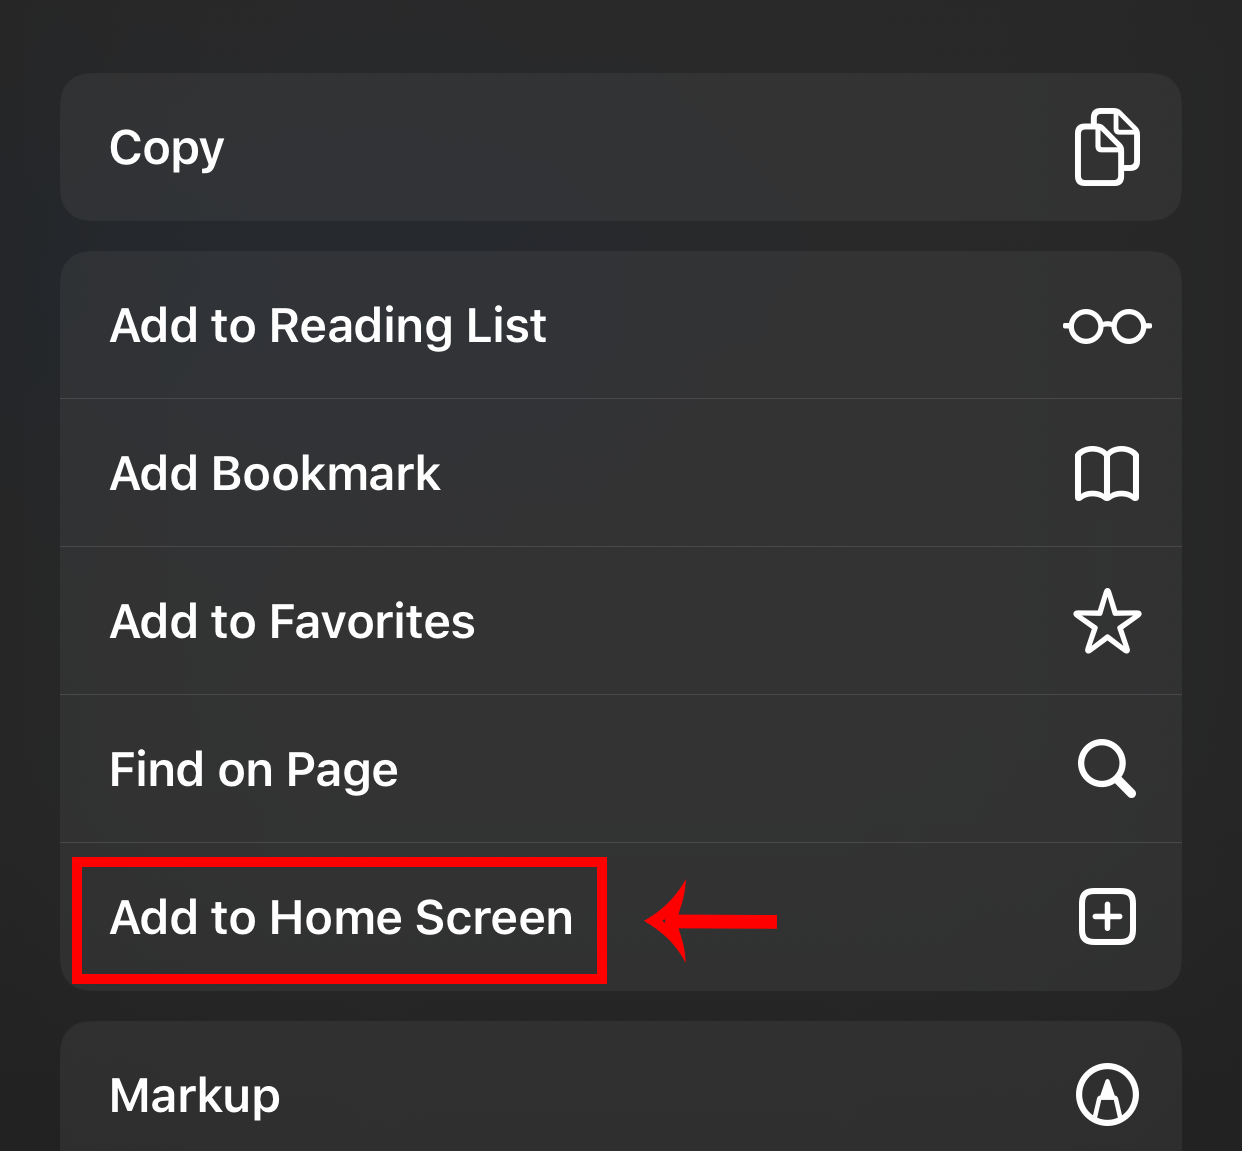 Copy
Add to Reading List
Add Bookmark
Add to Favorites
Find on Page
Add to Home Screen
Markup